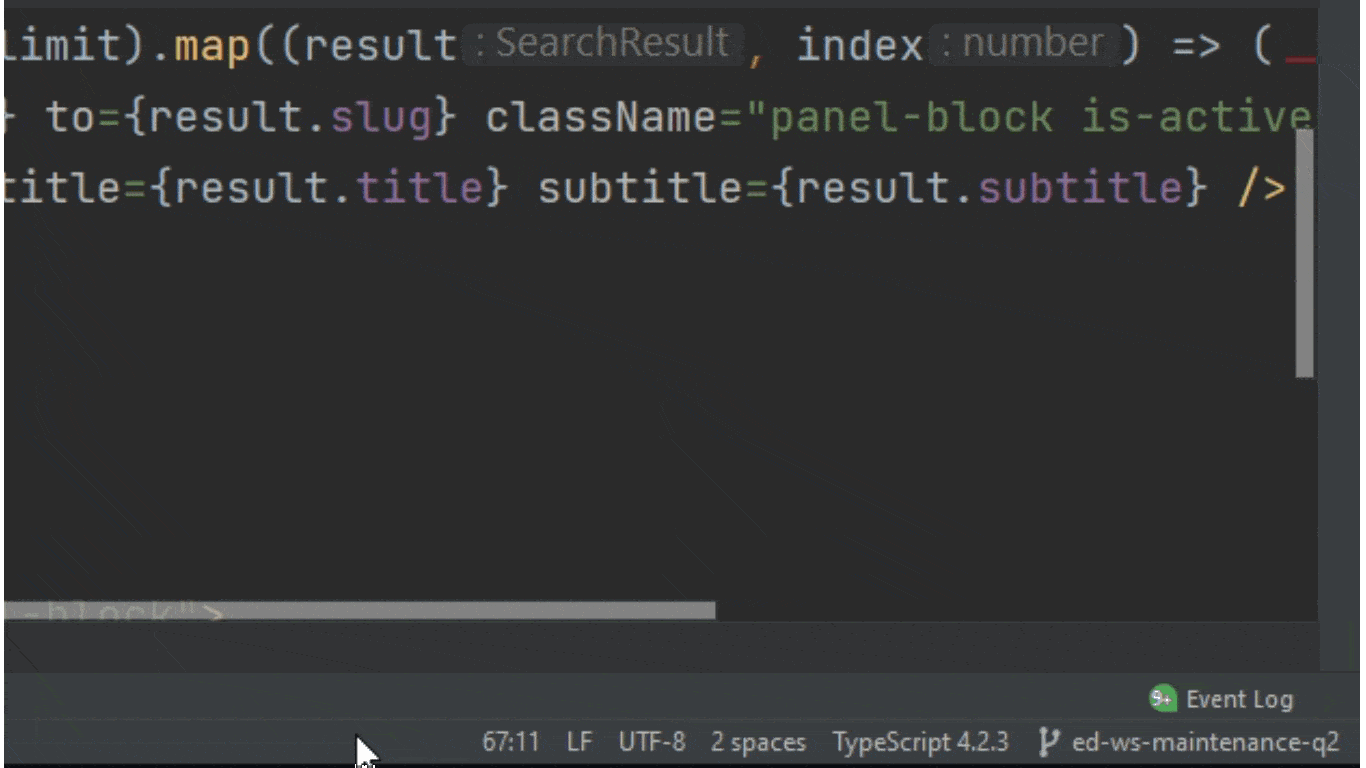 limit).map((result : SearchResult, index : number) => (
} to={result.slug} className="panel-block is-active
title={result.title} subtitle={result.subtitle} />
-block">
9+ Event Log
67:11 LF UTF-8 2 spaces TypeScript 4.2.3 ed-ws-maintenance-q2